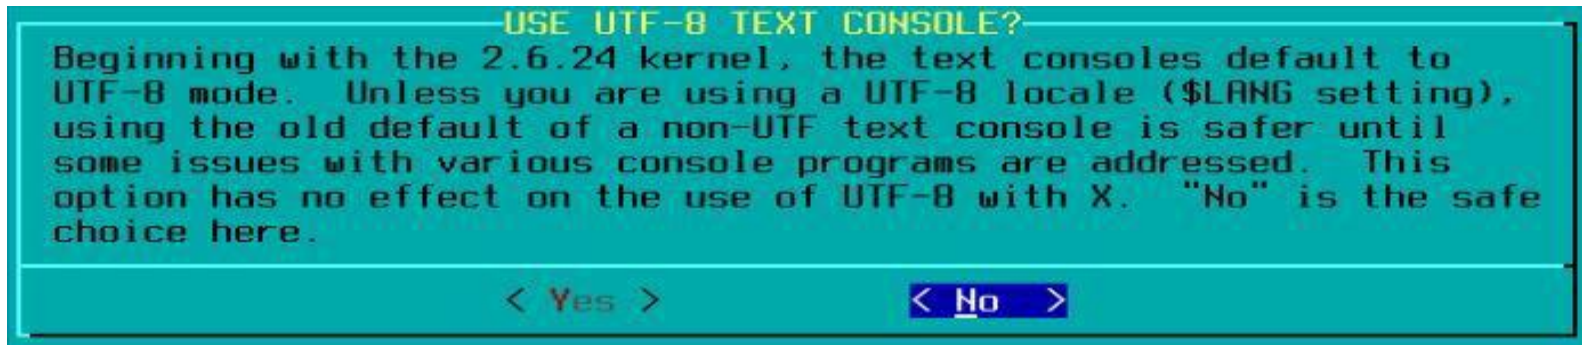 USE UTF-8 TEXT CONSOLE?
Beginning with the 2.6.24 kernel, the text consoles default to
UTF-8 mode.  Unless you are using a UTF-8 locale ($LANG setting),
using the old default of a non-UTF text console is safer until
some issues with various console programs are addressed.  This
option has no effect on the use of UTF-8 with X.  "No" is the safe
choice here.
< Yes > < No >